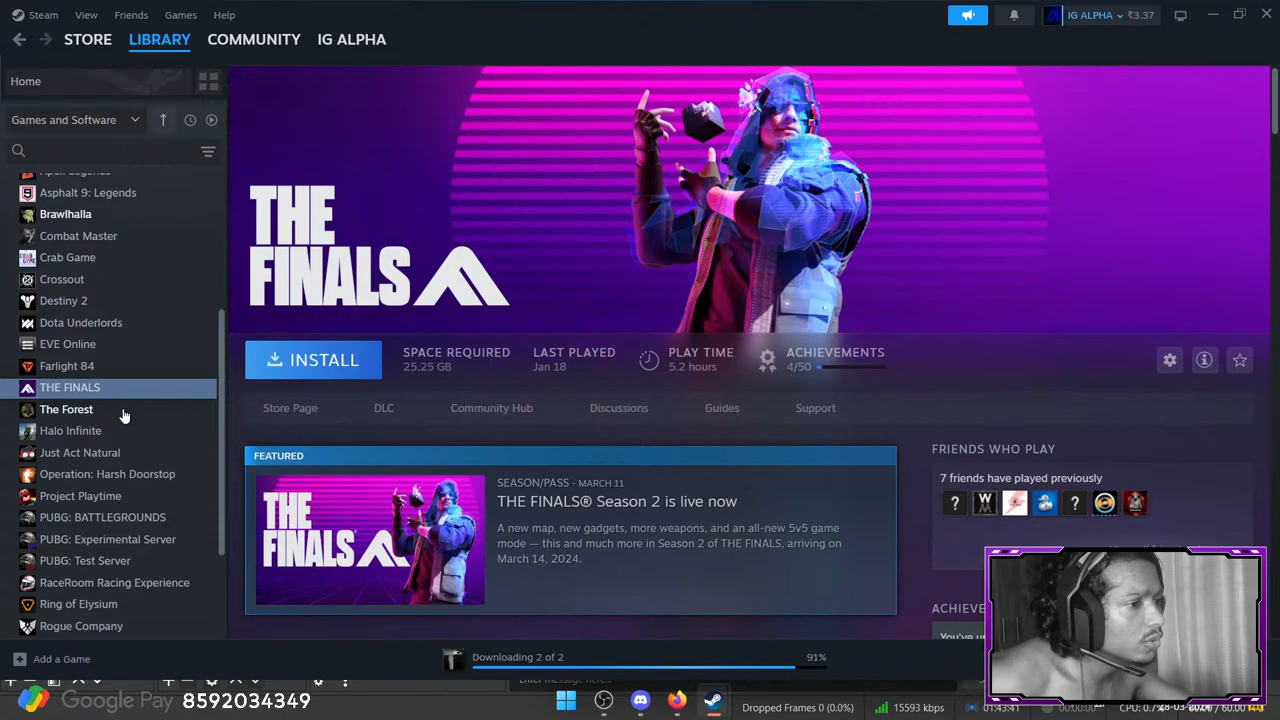 Steam View Friends Games Help
IG ALPHA ₹3.37
STORE LIBRARY COMMUNITY IG ALPHA
Home
Games and Software
Asphalt 9: Legends
Brawlhalla
Combat Master
Crab Game
Crossout
Destiny 2
Dota Underlords
EVE Online
Farlight 84
THE FINALS
The Forest
Halo Infinite
Just Act Natural
Operation: Harsh Doorstop
Project Playtime
PUBG: BATTLEGROUNDS
PUBG: Experimental Server
PUBG: Test Server
RaceRoom Racing Experience
Ring of Elysium
Rogue Company
Add a Game
THE
FINALS
INSTALL
SPACE REQUIRED
25.25 GB
LAST PLAYED
Jan 18
PLAY TIME
5.2 hours
ACHIEVEMENTS
4/50
Store Page DLC Community Hub Discussions Guides Support
FEATURED
THE
FINALS
SEASON/PASS - MARCH 11
THE FINALS® Season 2 is live now
A new map, new gadgets, more weapons, and an all-new 5v5 game
mode — this and much more in Season 2 of THE FINALS, arriving on
March 14, 2024.
FRIENDS WHO PLAY
7 friends have played previously
Downloading 2 of 2 91%
Google Pay 8592034349
Dropped Frames 0 (0.0%) 15593 kbps 01:43:41